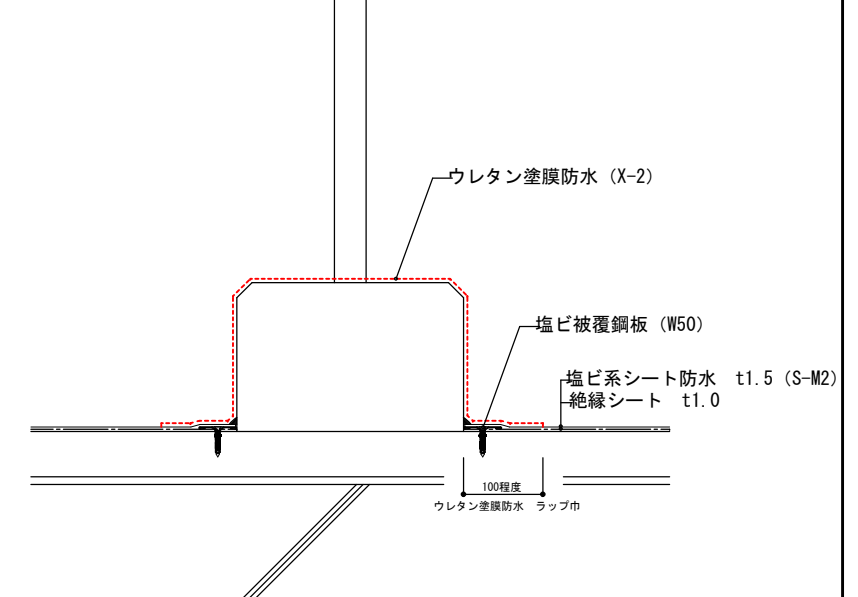 ウレタン塗膜防水（X-2）
塩ビ被覆鋼板（W50）
塩ビ系シート防水　t1.5（S-M2）
絶縁シート　t1.0
100程度
ウレタン塗膜防水　ラップ巾